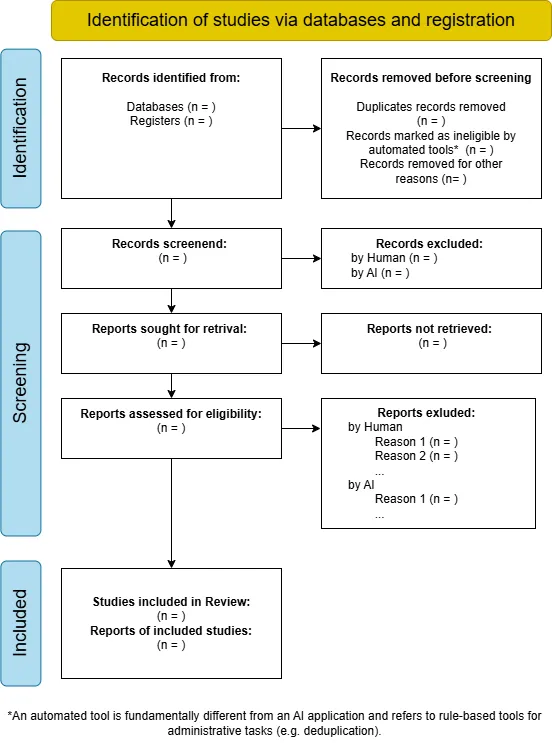 Identification of studies via databases and registration
Identification
Records identified from:
Databases (n = )
Registers (n = )
Records removed before screening
Duplicates records removed
(n = )
Records marked as ineligible by
automated tools* (n = )
Records removed for other
reasons (n= )
Screening
Records screenend:
(n = )
Records excluded:
by Human (n = )
by AI (n = )
Reports sought for retrival:
(n = )
Reports not retrieved:
(n = )
Reports assessed for eligibility:
(n = )
Reports exluded:
by Human
Reason 1 (n = )
Reason 2 (n = )
...
by AI
Reason 1 (n = )
...
Included
Studies included in Review:
(n = )
Reports of included studies:
(n = )
*An automated tool is fundamentally different from an AI application and refers to rule-based tools for
administrative tasks (e.g. deduplication).